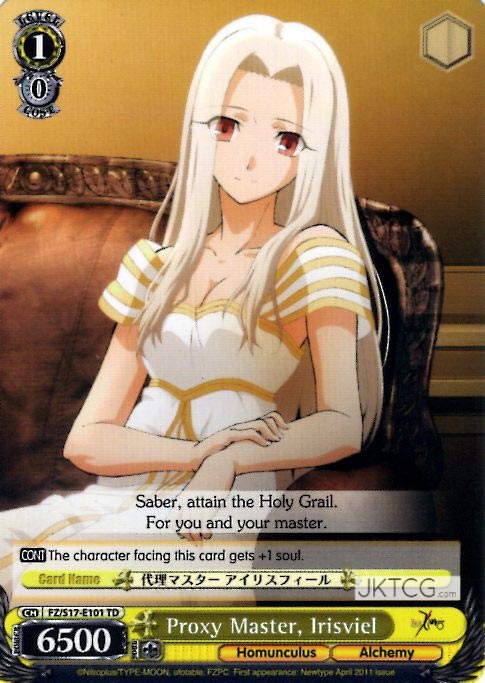 LEVEL
1
0
COST
Saber, attain the Holy Grail.
For you and your master.
CONT The character facing this card gets +1 soul.
Card Name 代理マスター アイリスフィール
JKTCG.com
CH FZ/S17-E101 TD
6500
Proxy Master, Irisviel
Homunculus Alchemy
©Nitroplus/TYPE-MOON, ufotable, FZPC Frances appearance: Newtype April 2011 issue